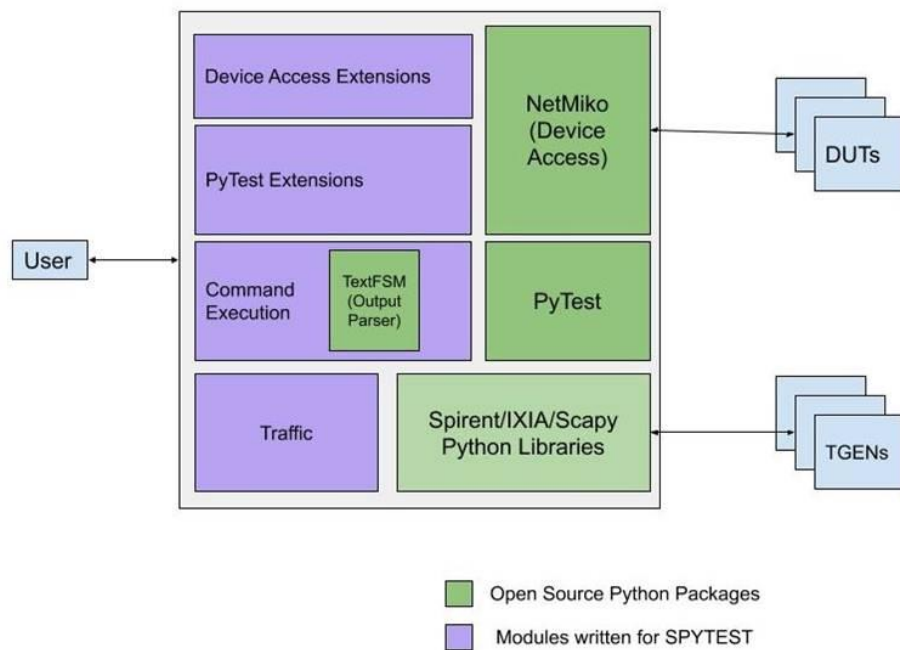 Device Access Extensions
NetMiko
(Device
Access)
DUTs
PyTest Extensions
User
Command
Execution
TextFSM
(Output
Parser)
PyTest
Traffic
Spirent/IXIA/Scapy
Python Libraries
TGENs
Open Source Python Packages
Modules written for SPYTEST